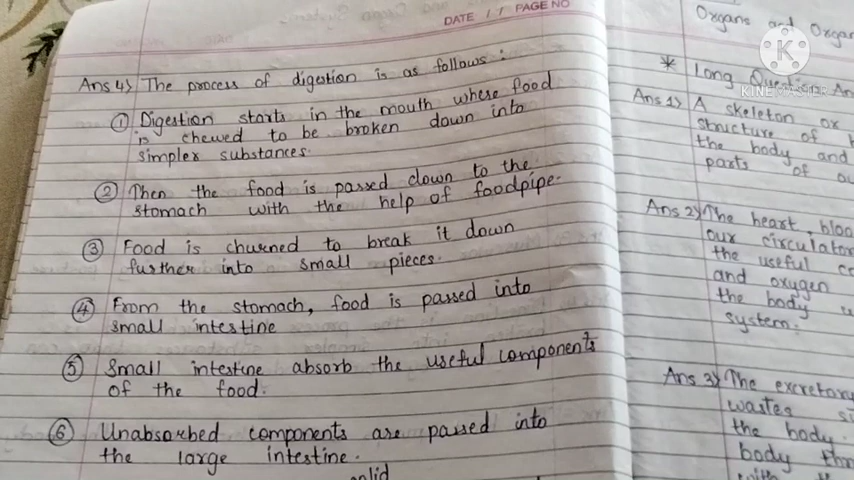 DATE / / PAGE NO
Ans 4) The process of digestion is as follows:
① Digestion starts in the mouth where food
is chewed to be broken down into
simpler substances.
② Then the food is passed down to the
stomach with the help of foodpipe.
③ Food is churned to break it down
further into small pieces.
④ From the stomach, food is passed into
small intestine
⑤ Small intestine absorb the useful components
of the food.
⑥ Unabsorbed components are passed into
the large intestine.
Organs and Organ
* Long Question An
Ans 1) A skeleton or
structure of
the body and
parts of
Ans 2) The heart, bloo
our circulator
the useful
and oxygen
the body
system.
Ans 3) The excretory
wastes
the body.
body thr
KINEMASTER